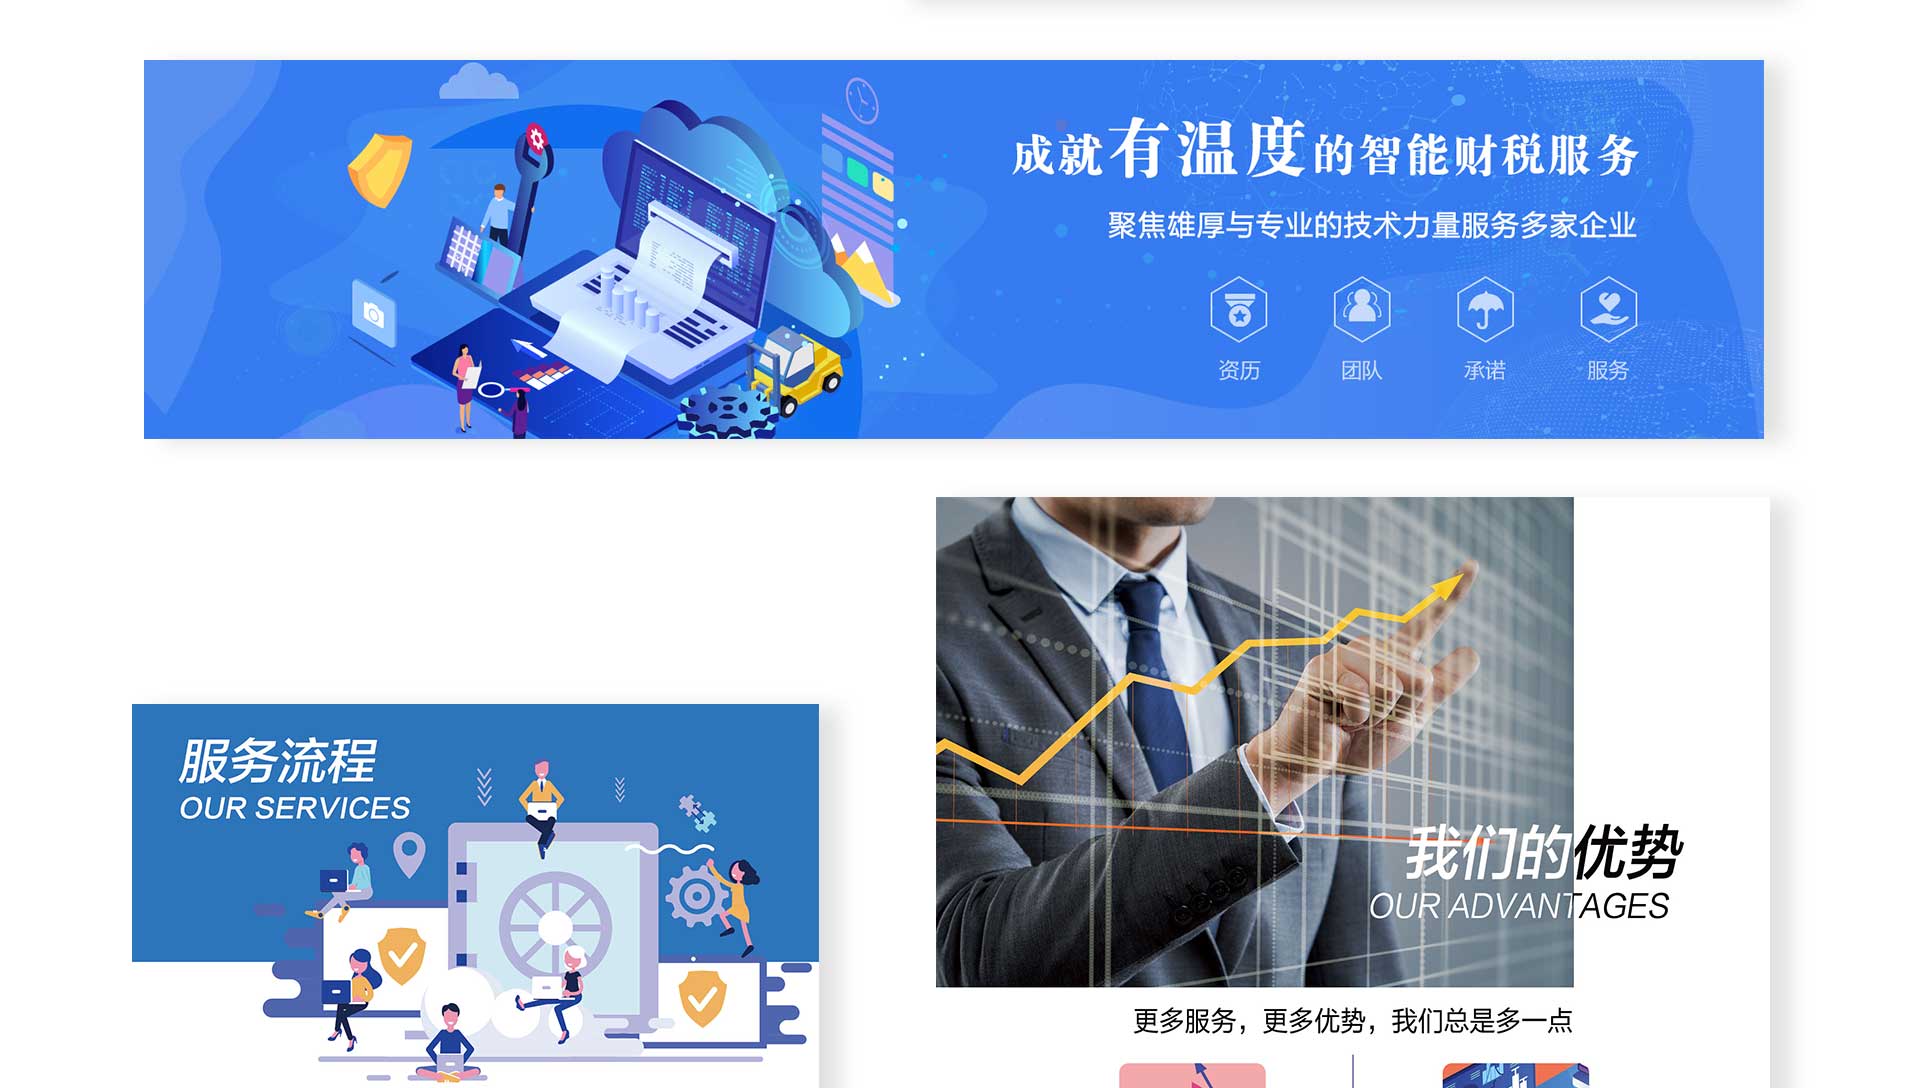 成就有温度的智能财税服务
聚焦雄厚与专业的技术力量服务多家企业
资历 团队 承诺 服务
服务流程
OUR SERVICES
我们的优势
OUR ADVANTAGES
更多服务，更多优势，我们总是多一点